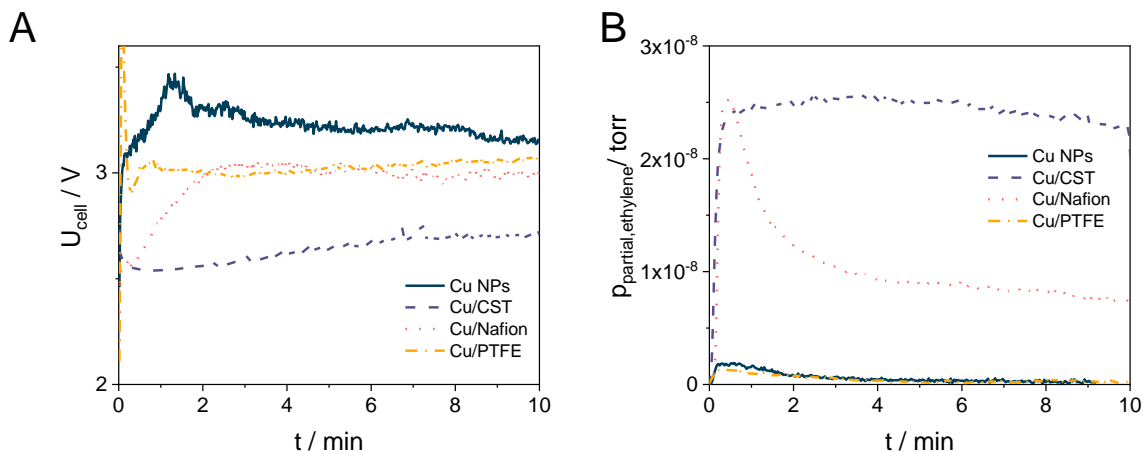 A
U_cell / V
3
2
0
2
4
6
8
10
t / min
Cu NPs
Cu/CST
Cu/Nafion
Cu/PTFE
B
p_partial,ethylene/ torr
3x10⁻⁸
2x10⁻⁸
1x10⁻⁸
0
0
2
4
6
8
10
t / min
Cu NPs
Cu/CST
Cu/Nafion
Cu/PTFE